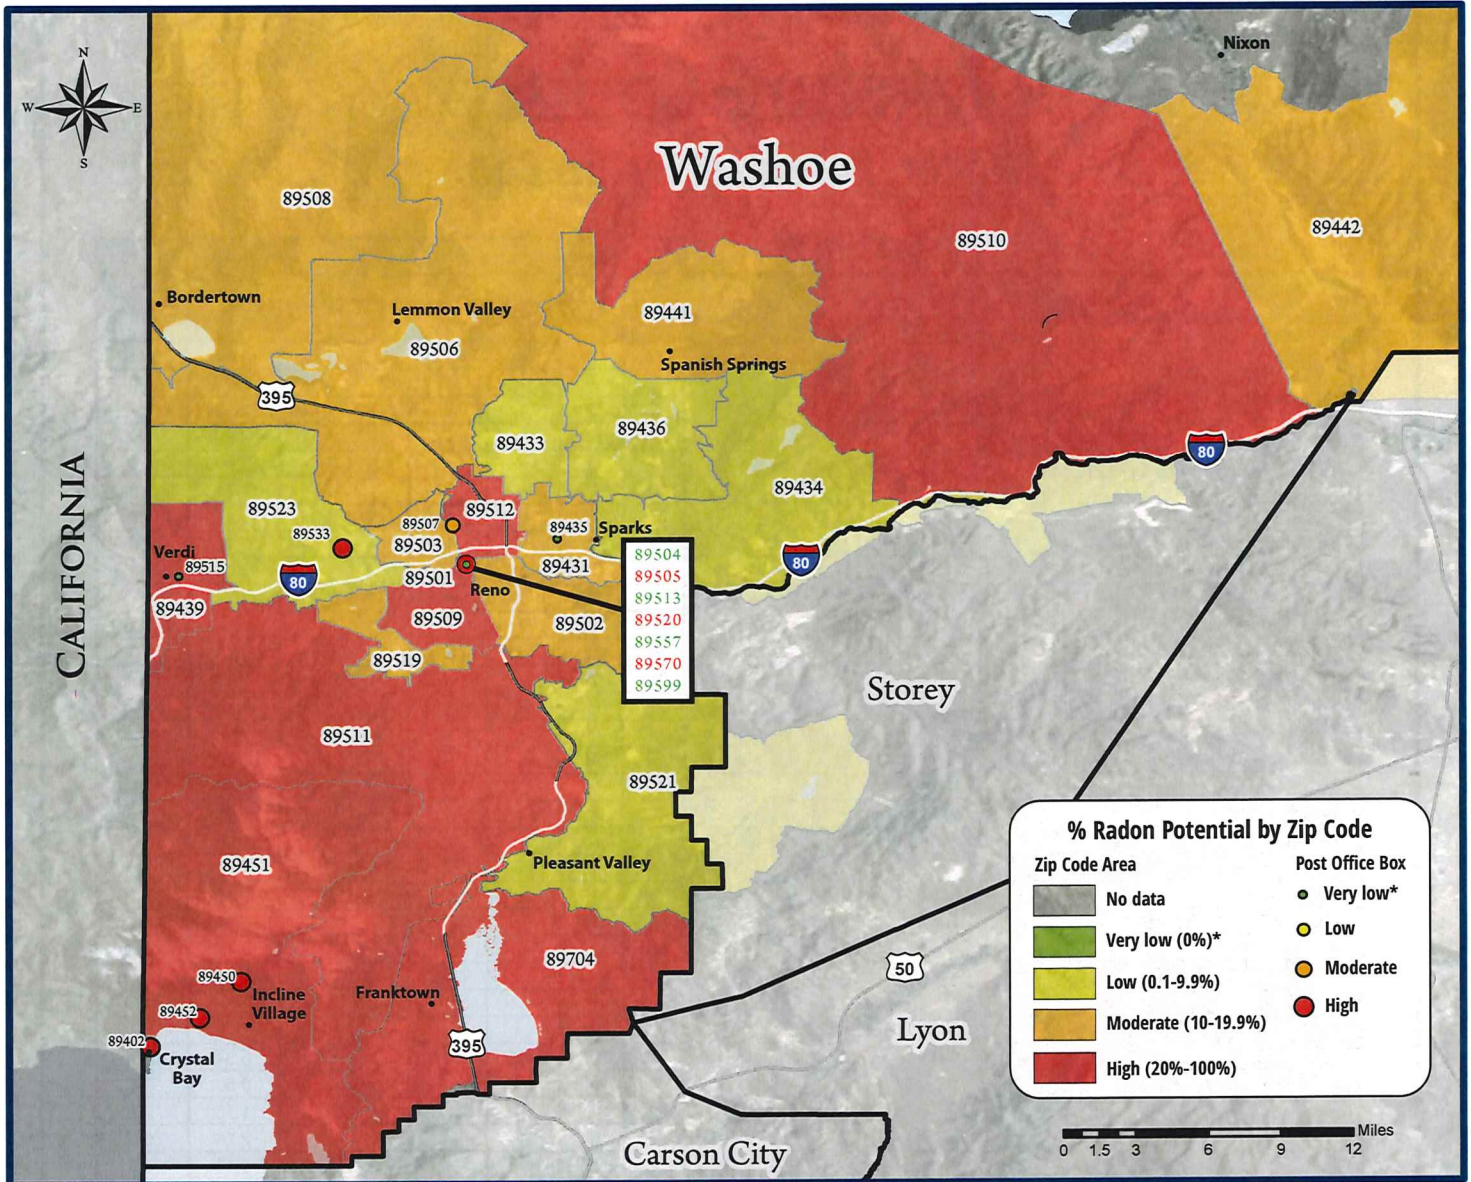 N
W
E
S
Nixon
Washoe
89508
89510
89442
Bordertown
Lemmon Valley
89441
89506
Spanish Springs
395
89433
89436
80
CALIFORNIA
89434
89523
89512
89507
89435
Sparks
89533
89503
Verdi
89515
80
89501
89431
80
Reno
89439
89509
89502
89504
89505
89513
89520
89557
89570
89599
89519
Storey
89511
89521
Pleasant Valley
89451
89704
89450
Incline
Village
Franktown
89452
89402
Crystal
Bay
395
50
Lyon
Carson City
% Radon Potential by Zip Code
Zip Code Area
No data
Very low (0%)*
Low (0.1-9.9%)
Moderate (10-19.9%)
High (20%-100%)
Post Office Box
Very low*
Low
Moderate
High
Miles
0 1.5 3 6 9 12